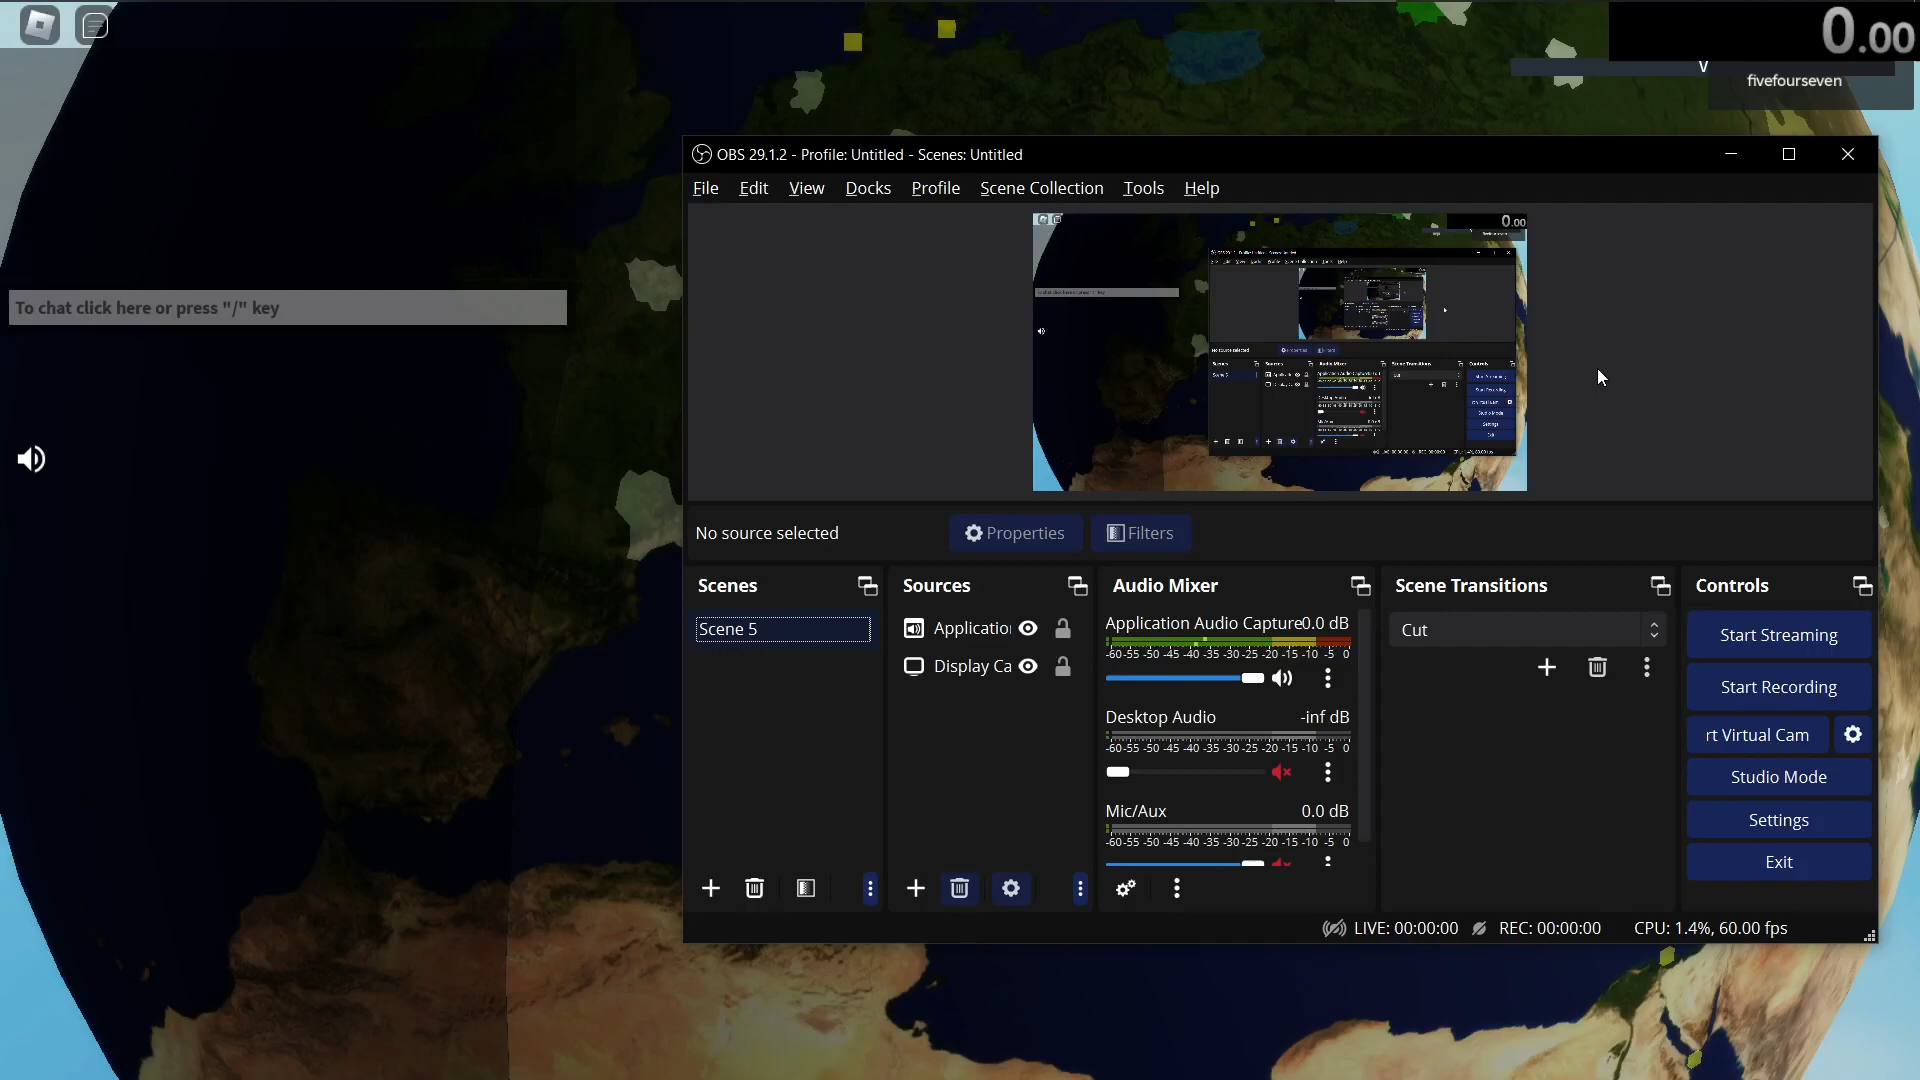 0.00
V
fivefourseven
To chat click here or press "/" key
OBS 29.1.2 - Profile: Untitled - Scenes: Untitled
File Edit View Docks Profile Scene Collection Tools Help
No source selected
Properties
Filters
Scenes
Scene 5
Sources
Applicatio
Display Ca
Audio Mixer
Application Audio Capture 0.0 dB
-60 -55 -50 -45 -40 -35 -30 -25 -20 -15 -10 -5 0
Desktop Audio -inf dB
-60 -55 -50 -45 -40 -35 -30 -25 -20 -15 -10 -5 0
Mic/Aux 0.0 dB
-60 -55 -50 -45 -40 -35 -30 -25 -20 -15 -10 -5 0
Scene Transitions
Cut
Controls
Start Streaming
Start Recording
rt Virtual Cam
Studio Mode
Settings
Exit
LIVE: 00:00:00 REC: 00:00:00 CPU: 1.4%, 60.00 fps